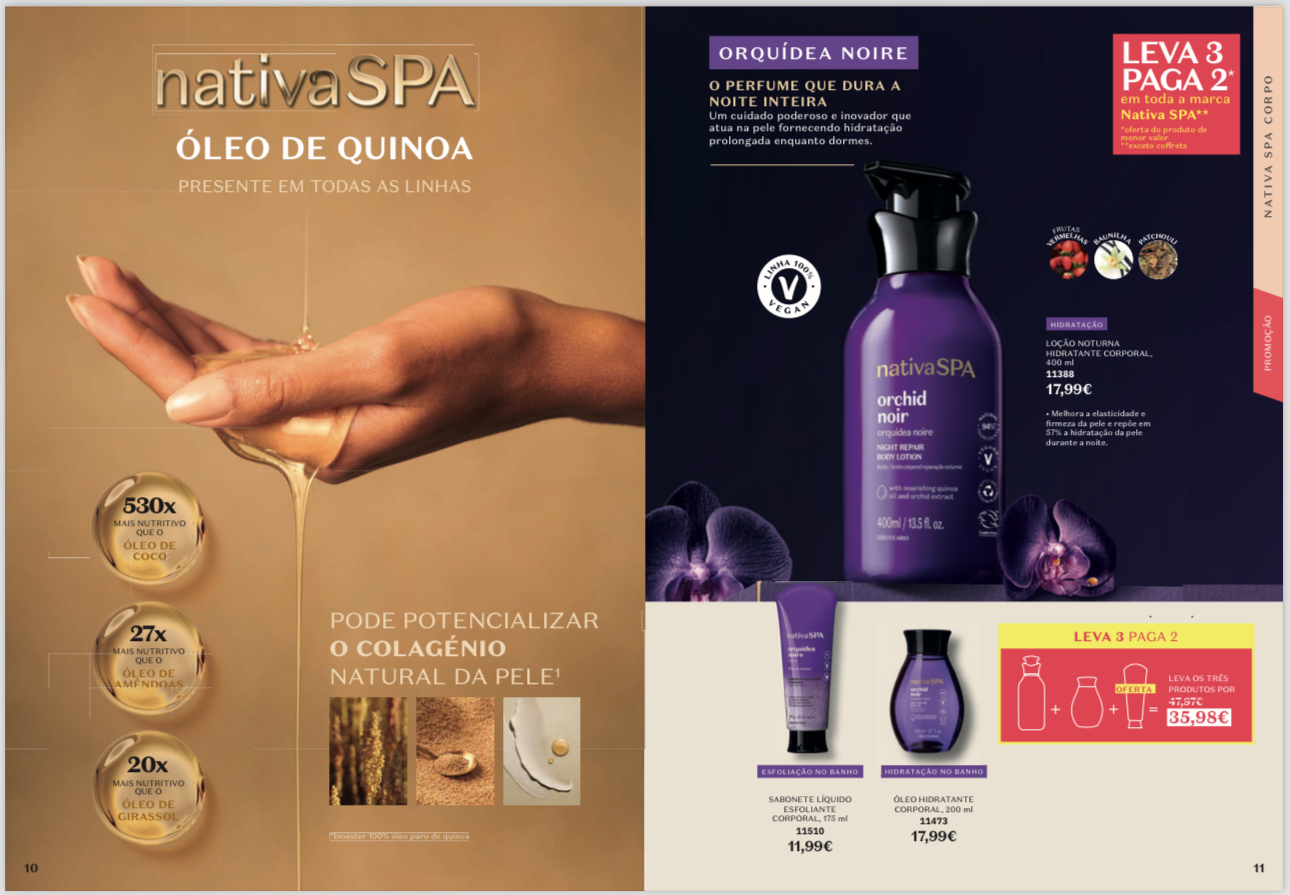 nativaSPA
ÓLEO DE QUINOA
PRESENTE EM TODAS AS LINHAS
530x
MAIS NUTRITIVO
QUE O
ÓLEO DE
COCO
27x
MAIS NUTRITIVO
QUE O
ÓLEO DE
AMÊNDOAS
20x
MAIS NUTRITIVO
QUE O
ÓLEO DE
GIRASSOL
PODE POTENCIALIZAR
O COLAGÉNIO
NATURAL DA PELE¹
¹bioéster 100% óleo puro de quinoa
10
ORQUÍDEA NOIRE
O PERFUME QUE DURA A
NOITE INTEIRA
Um cuidado poderoso e inovador que
atua na pele fornecendo hidratação
prolongada enquanto dormes.
LEVA 3
PAGA 2*
em toda a marca
Nativa SPA**
*oferta do produto de
menor valor
**exceto coffrets
NATIVA SPA CORPO
PROMOÇÃO
LINHA 100%
VEGAN
FRUTAS
VERMELHAS
BAUNILHA
PATCHOULI
nativaSPA
orchid
noir
orquídea noire
NIGHT REPAIR
BODY LOTION
94%
with nourishing quinoa
oil and orchid extract
400ml / 13.5 fl. oz.
HIDRATAÇÃO
LOÇÃO NOTURNA
HIDRATANTE CORPORAL,
400 ml
11388
17,99€
• Melhora a elasticidade e
firmeza da pele e repõe em
57% a hidratação da pele
durante a noite.
nativaSPA
orquídea
noire
nativaSPA
orchid
noir
ESFOLIAÇÃO NO BANHO
SABONETE LÍQUIDO
ESFOLIANTE
CORPORAL, 175 ml
11510
11,99€
HIDRATAÇÃO NO BANHO
ÓLEO HIDRATANTE
CORPORAL, 200 ml
11473
17,99€
LEVA 3 PAGA 2
+ + OFERTA =
LEVA OS TRÊS
PRODUTOS POR
47,97€
35,98€
11